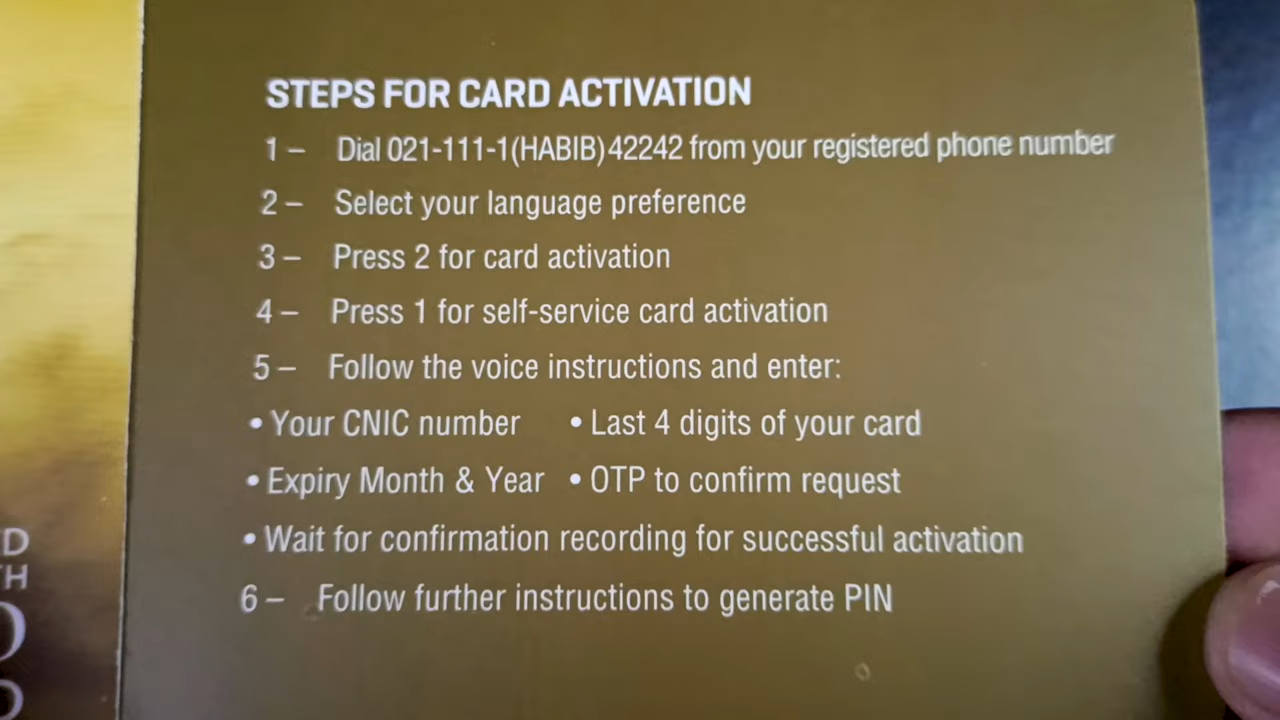 STEPS FOR CARD ACTIVATION
1 – Dial 021-111-1(HABIB)42242 from your registered phone number
2 – Select your language preference
3 – Press 2 for card activation
4 – Press 1 for self-service card activation
5 – Follow the voice instructions and enter:
• Your CNIC number • Last 4 digits of your card
• Expiry Month & Year • OTP to confirm request
• Wait for confirmation recording for successful activation
6 – Follow further instructions to generate PIN